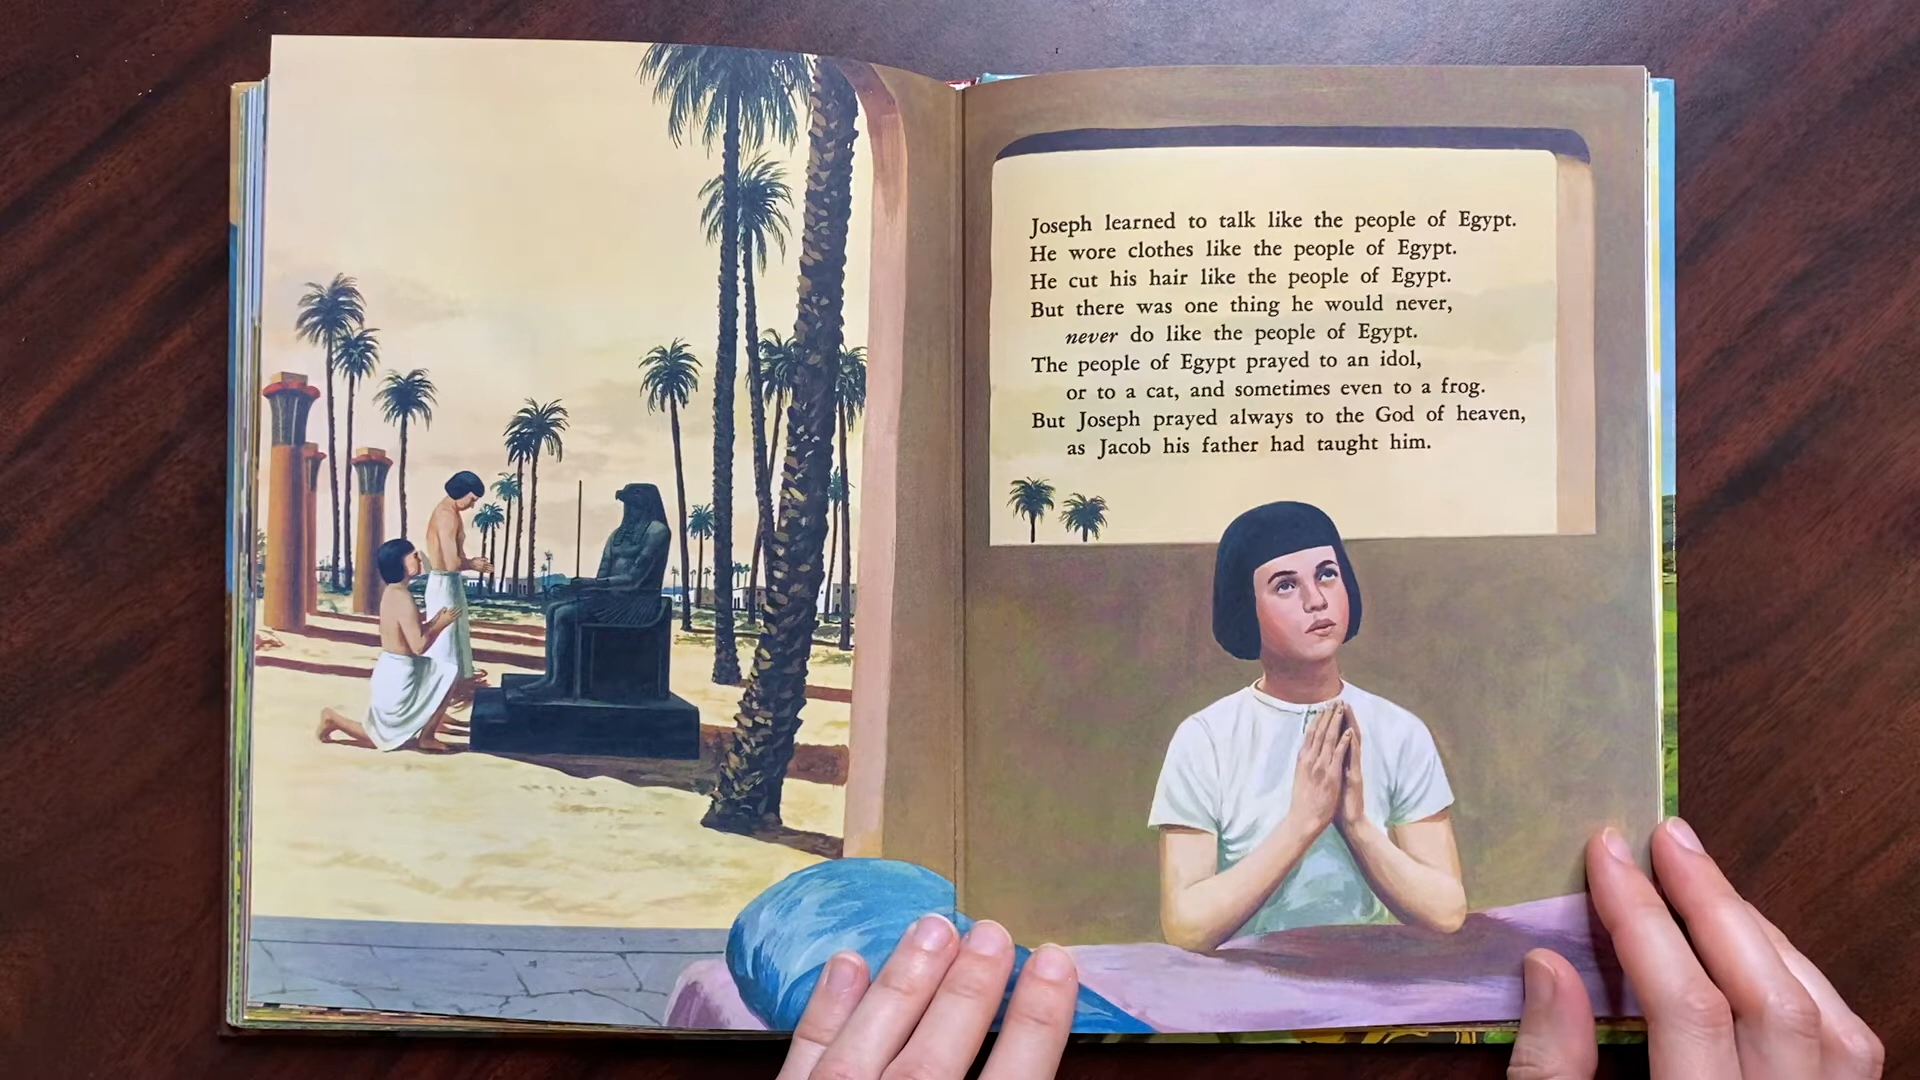 Joseph learned to talk like the people of Egypt.
He wore clothes like the people of Egypt.
He cut his hair like the people of Egypt.
But there was one thing he would never,
never do like the people of Egypt.
The people of Egypt prayed to an idol,
or to a cat, and sometimes even to a frog.
But Joseph prayed always to the God of heaven,
as Jacob his father had taught him.